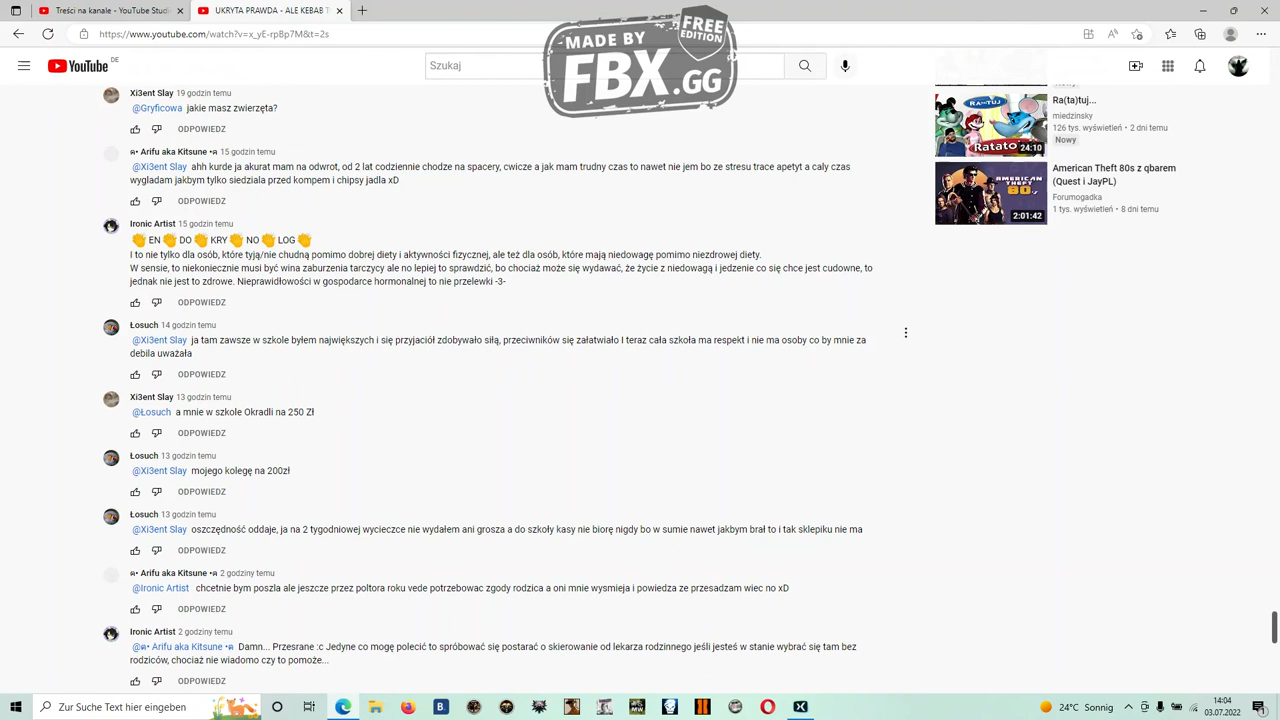 Treści na kanale - YouTube Studio
UKRYTA PRAWDA - ALE KEBAB T
https://www.youtube.com/watch?v=x_yE-rpBp7M&t=2s
MADE BY
FREE
EDITION
FBX.GG
YouTube
DE
Szukaj
Xi3ent Slay 19 godzin temu
@Gryficowa jakie masz zwierzęta?
ODPOWIEDZ
Arifu aka Kitsune 15 godzin temu
@Xi3ent Slay ahh kurde ja akurat mam na odwrot, od 2 lat codziennie chodze na spacery, cwicze a jak mam trudny czas to nawet nie jem bo ze stresu trace apetyt a caly czas
wygladam jakbym tylko siedziala przed kompem i chipsy jadla xD
ODPOWIEDZ
Ironic Artist 15 godzin temu
👏 EN 👏 DO 👏 KRY 👏 NO 👏 LOG 👏
I to nie tylko dla osób, które tyją/nie chudną pomimo dobrej diety i aktywności fizycznej, ale też dla osób, które mają niedowagę pomimo niezdrowej diety.
W sensie, to niekoniecznie musi być wina zaburzenia tarczycy ale no lepiej to sprawdzić, bo chociaż może się wydawać, że życie z niedowagą i jedzenie co się chce jest cudowne, to
jednak nie jest to zdrowe. Nieprawidłowości w gospodarce hormonalnej to nie przelewki -3-
ODPOWIEDZ
Łosuch 14 godzin temu
@Xi3ent Slay ja tam zawsze w szkole byłem największych i się przyjaciół zdobywało siłą, przeciwników się załatwiało I teraz cała szkoła ma respekt i nie ma osoby co by mnie za
debila uważała
ODPOWIEDZ
Xi3ent Slay 13 godzin temu
@Łosuch a mnie w szkole Okradli na 250 Zł
ODPOWIEDZ
Łosuch 13 godzin temu
@Xi3ent Slay mojego kolegę na 200zł
ODPOWIEDZ
Łosuch 13 godzin temu
@Xi3ent Slay oszczędność oddaje, ja na 2 tygodniowej wycieczce nie wydałem ani grosza a do szkoły kasy nie biorę nigdy bo w sumie nawet jakbym brał to i tak sklepiku nie ma
ODPOWIEDZ
Arifu aka Kitsune 2 godziny temu
@Ironic Artist chcetnie bym poszla ale jeszcze przez poltora roku vede potrzebowac zgody rodzica a oni mnie wysmieja i powiedza ze przesadzam wiec no xD
ODPOWIEDZ
Ironic Artist 2 godziny temu
@ Arifu aka Kitsune Damn... Przesrane :c Jedyne co mogę polecić to spróbować się postarać o skierowanie od lekarza rodzinnego jeśli jesteś w stanie wybrać się tam bez
rodziców, chociaż nie wiadomo czy to pomoże...
ODPOWIEDZ
Ra(ta)tuj...
miedzinsky
126 tys. wyświetleń • 2 dni temu
Nowy
24:10
American Theft 80s z qbarem
(Quest i JayPL)
Forumogadka
1 tys. wyświetleń • 8 dni temu
AMERICAN
THEFT
80s
2:01:42
Zur Suche Text hier eingeben
24°C Sonnig
14:04
03.07.2022